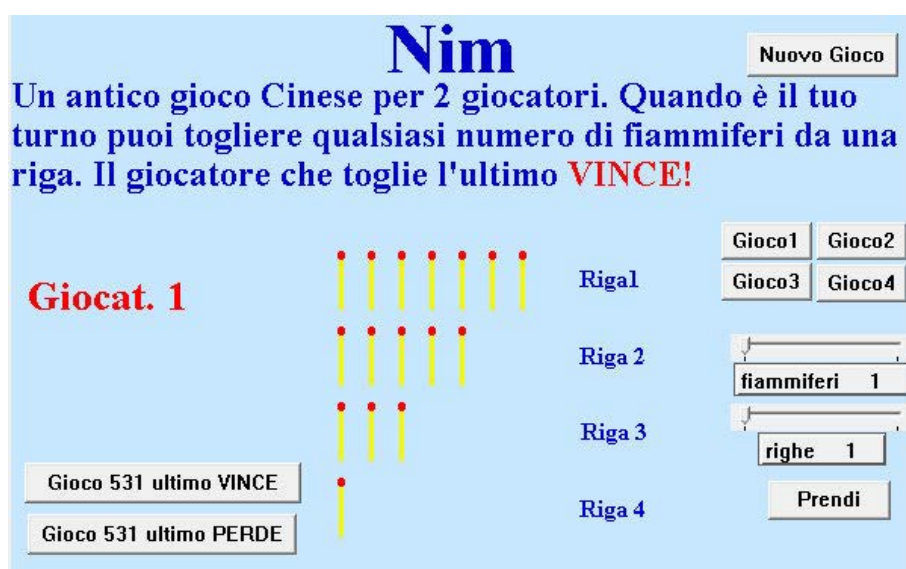 Nim
Nuovo Gioco
Un antico gioco Cinese per 2 giocatori. Quando è il tuo
turno puoi togliere qualsiasi numero di fiammiferi da una
riga. Il giocatore che toglie l'ultimo VINCE!
Gioco1 Gioco2
Giocat. 1
Riga1
Gioco3 Gioco4
Riga 2
fiammiferi 1
Riga 3
righe 1
Gioco 531 ultimo VINCE
Riga 4
Prendi
Gioco 531 ultimo PERDE